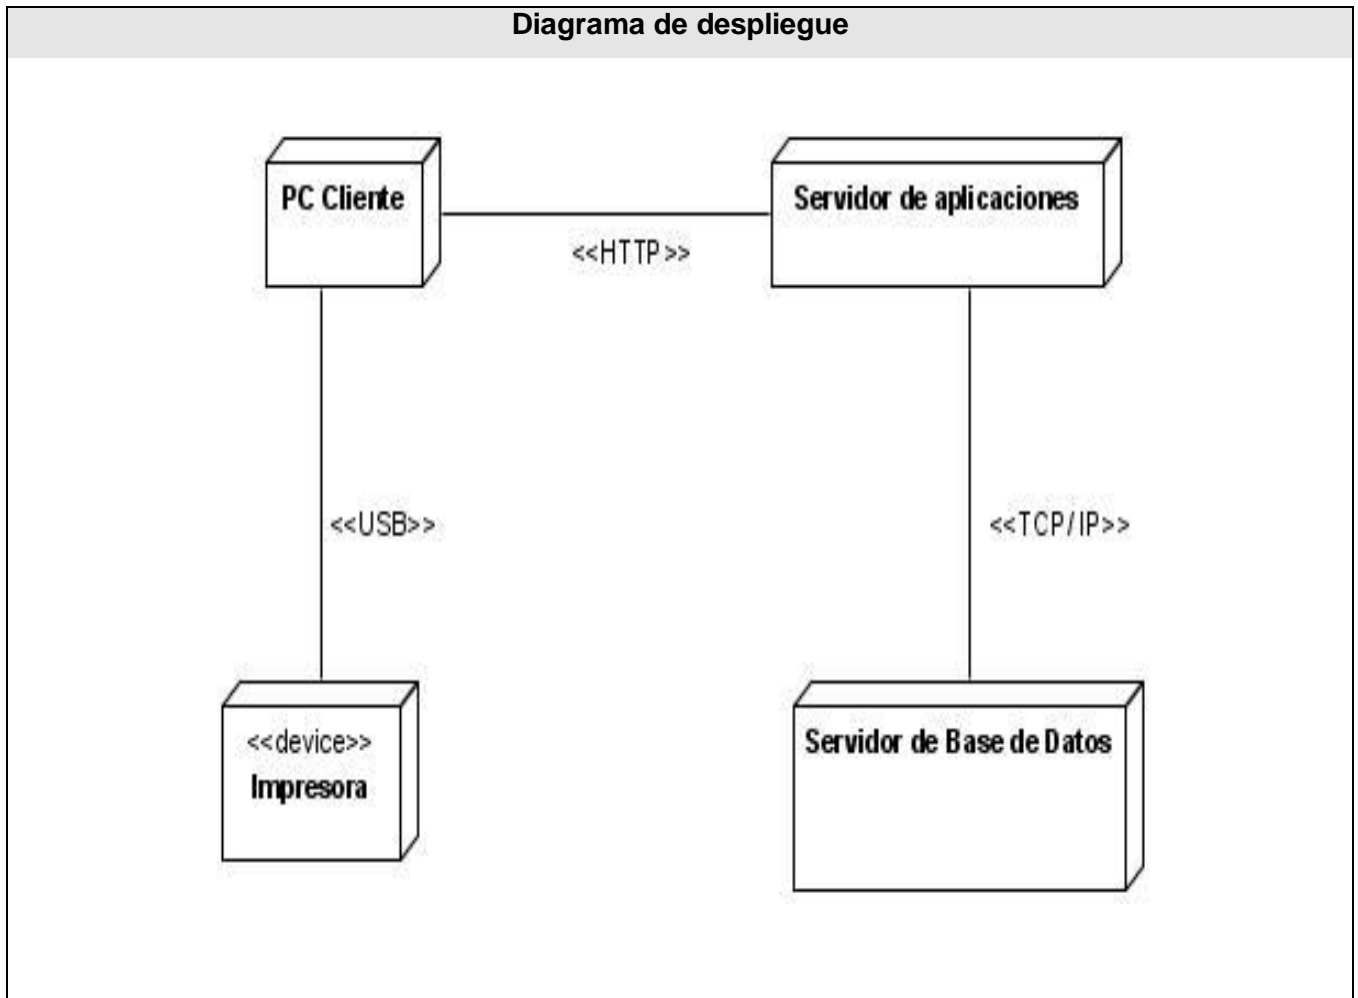 Diagrama de despliegue
PC Cliente
Servidor de aplicaciones
<<HTTP>>
<<USB>>
<<TCP/IP>>
<<device>>
Impresora
Servidor de Base de Datos